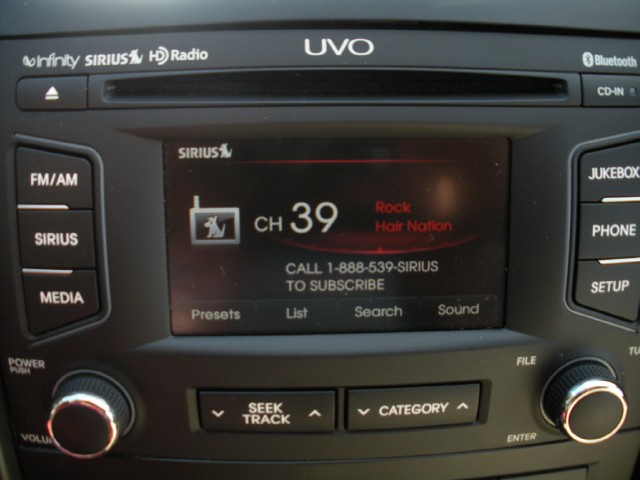 Infinity SIRIUS HD Radio UVO Bluetooth
CD-IN
SIRIUS
FM/AM
SIRIUS
MEDIA
CH 39
Rock
Hair Nation
CALL 1-888-539-SIRIUS
TO SUBSCRIBE
Presets List Search Sound
JUKEBOX
PHONE
SETUP
POWER
PUSH
FILE
SEEK
TRACK
CATEGORY
ENTER